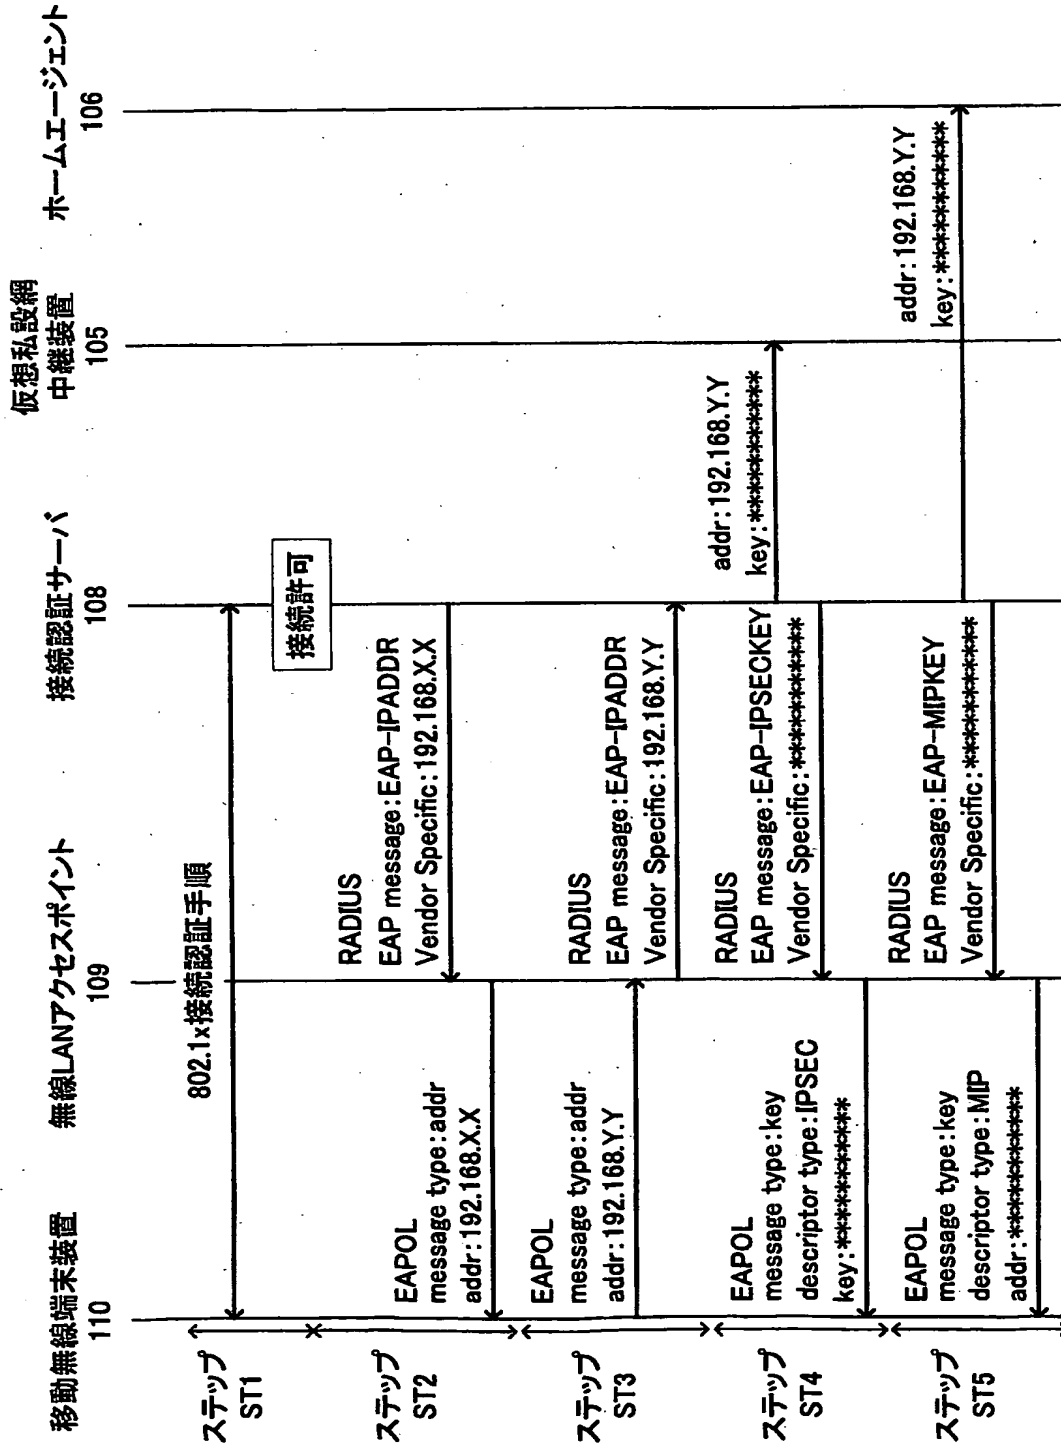 移動無線端末装置
110
無線LANアクセスポイント
109
接続認証サーバ
108
仮想私設網
中継装置
105
ホームエージェント
106
ステップ
ST1
802.1x接続認証手順
接続許可
ステップ
ST2
EAPOL
message type:addr
addr:192.168.X.X
RADIUS
EAP message:EAP-IPADDR
Vendor Specific:192.168.X.X
ステップ
ST3
EAPOL
message type:addr
addr:192.168.Y.Y
RADIUS
EAP message:EAP-IPADDR
Vendor Specific:192.168.Y.Y
ステップ
ST4
EAPOL
message type:key
descriptor type:IPSEC
key:**********
RADIUS
EAP message:EAP-IPSECKEY
Vendor Specific:**********
addr:192.168.Y.Y
key:**********
ステップ
ST5
EAPOL
message type:key
descriptor type:MIP
addr:**********
RADIUS
EAP message:EAP-MIPKEY
Vendor Specific:**********
addr:192.168.Y.Y
key:**********